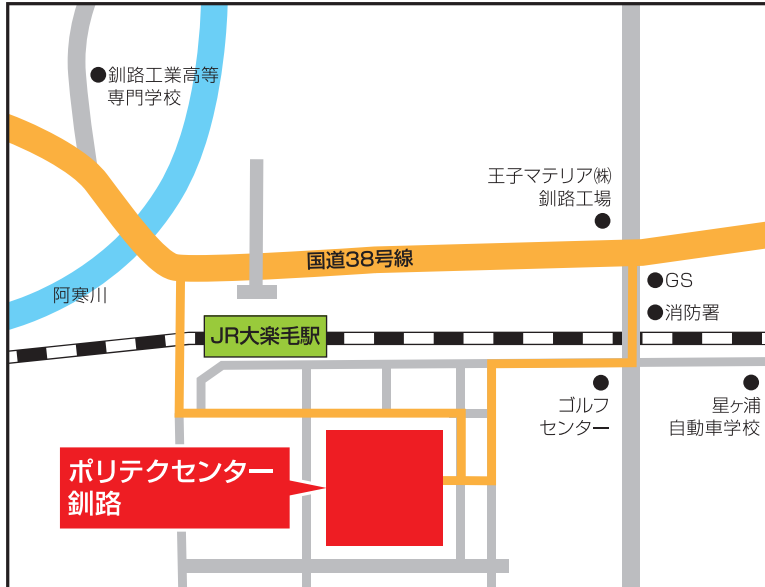 釧路工業高等
専門学校
王子マテリア㈱
釧路工場
国道38号線
GS
阿寒川
消防署
JR大楽毛駅
ゴルフ
センター
星ヶ浦
自動車学校
ポリテクセンター
釧路